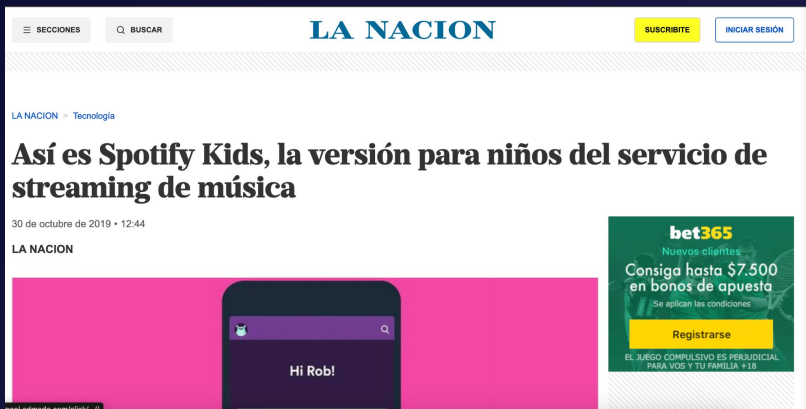 SECCIONES
BUSCAR
LA NACION
SUSCRIBITE
INICIAR SESIÓN
LA NACION > Tecnología
Así es Spotify Kids, la versión para niños del servicio de
streaming de música
30 de octubre de 2019 • 12:44
LA NACION
bet365
Nuevos clientes
Consiga hasta $7.500
en bonos de apuesta
Se aplican las condiciones
Registrarse
EL JUEGO COMPULSIVO ES PERJUDICIAL
PARA VOS Y TU FAMILIA +18
Hi Rob!